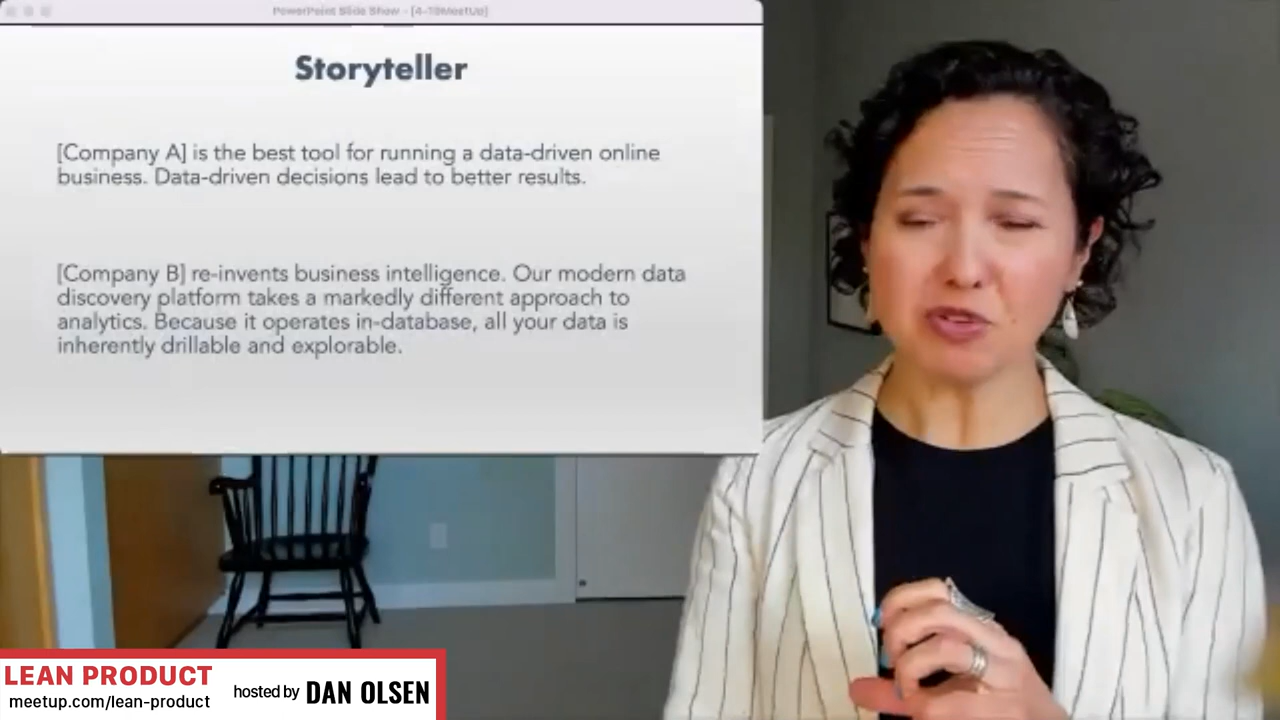 PowerPoint Slide Show - [4-19MeetUp]
Storyteller
[Company A] is the best tool for running a data-driven online
business. Data-driven decisions lead to better results.
[Company B] re-invents business intelligence. Our modern data
discovery platform takes a markedly different approach to
analytics. Because it operates in-database, all your data is
inherently drillable and explorable.
LEAN PRODUCT
meetup.com/lean-product
hosted by DAN OLSEN